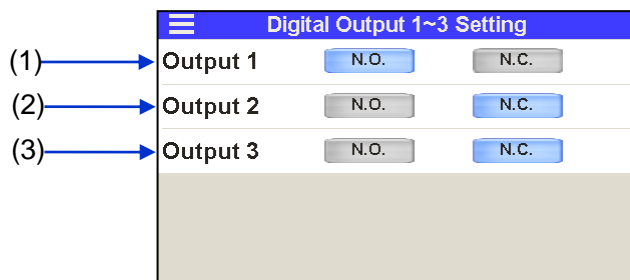 Digital Output 1~3 Setting
(1) Output 1 N.O. N.C.
(2) Output 2 N.O. N.C.
(3) Output 3 N.O. N.C.